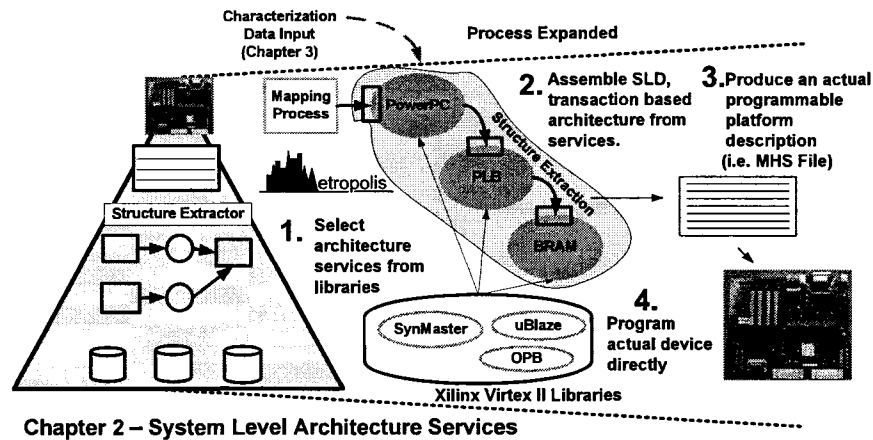 Characterization
Data Input
(Chapter 3)
Process Expanded
Mapping
Process
PowerPC
2. Assemble SLD,
transaction based
architecture from
services.
3. Produce an actual
programmable
platform
description
(i.e. MHS File)
etropolis
PLB
Structure Extraction
BRAM
Structure Extractor
1. Select
architecture
services from
libraries
SynMaster
uBlaze
OPB
4.
Program
actual device
directly
Xilinx Virtex II Libraries
Chapter 2 – System Level Architecture Services